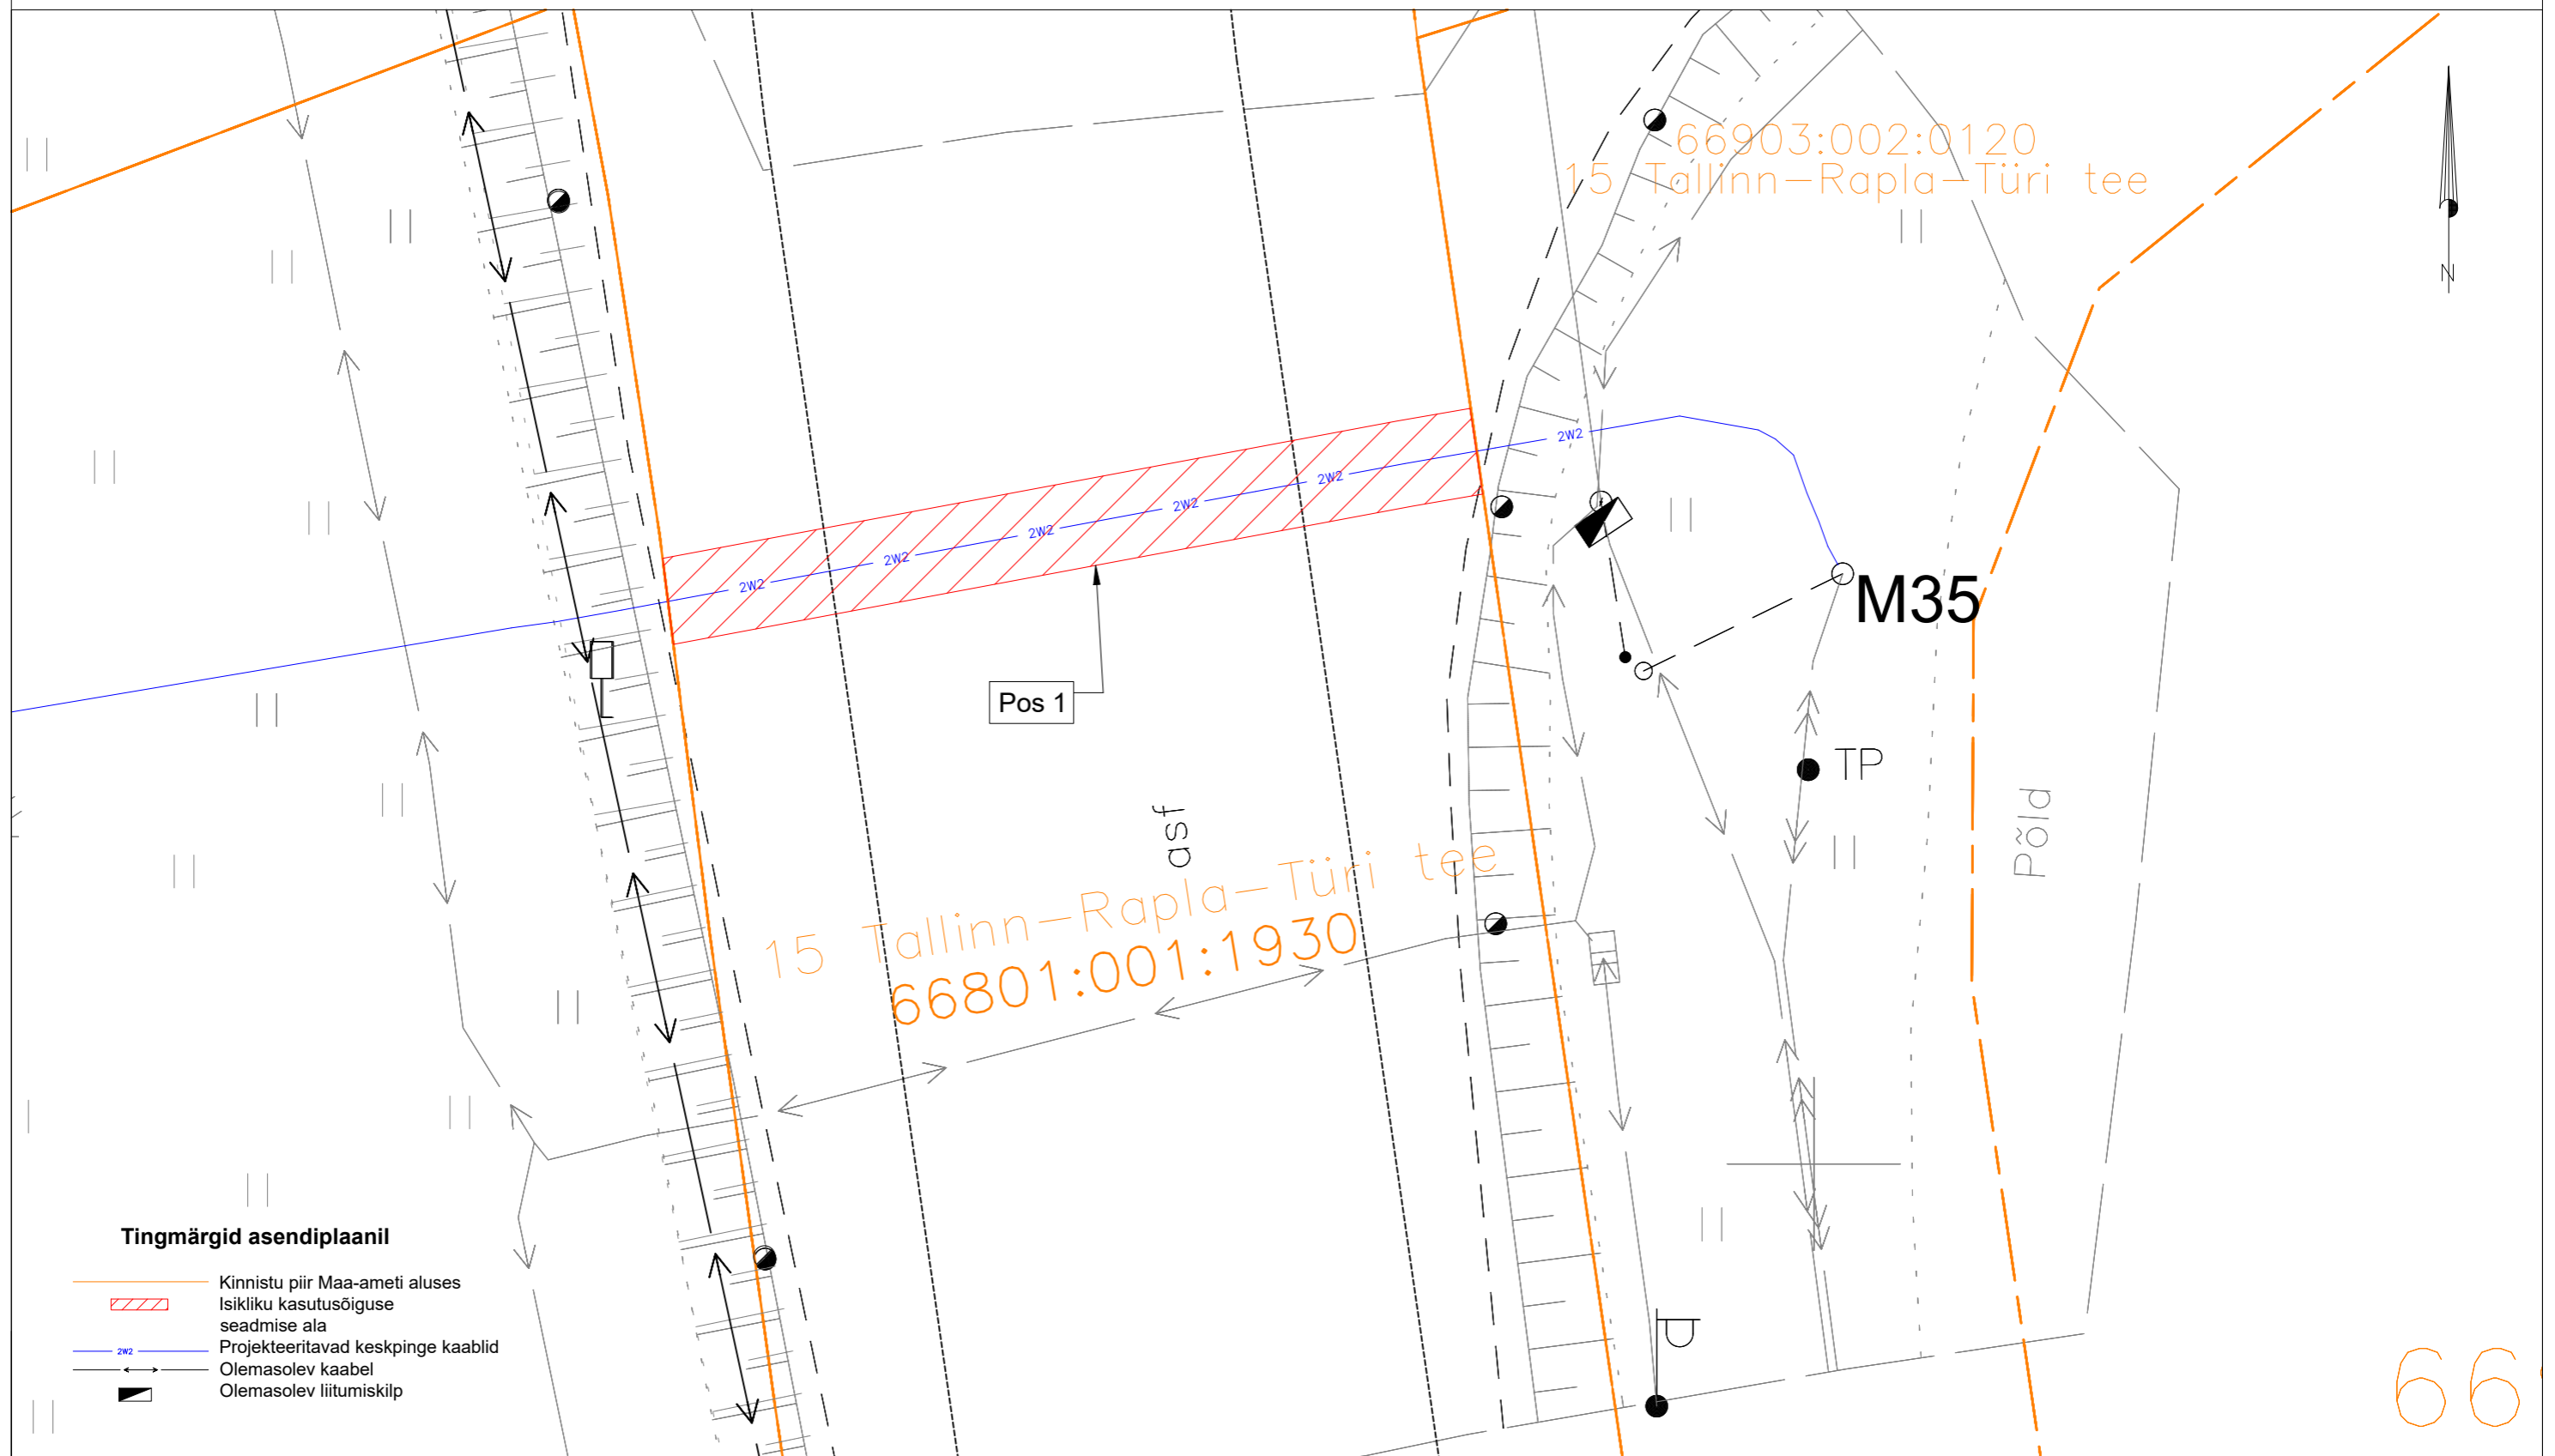 66903:002:0120
15 Tallinn-Rapla-Türi tee
N
2W2
2W2
2W2
2W2
2W2
2W2
M35
Pos 1
TP
Põld
asf
15 Tallinn-Rapla-Türi tee
66801:001:1930
Tingmärgid asendiplaanil
Kinnistu piir Maa-ameti aluses
Isikliku kasutusõiguse
seadmise ala
2W2
Projekteeritavad keskpinge kaablid
Olemasolev kaabel
Olemasolev liitumiskilp
66